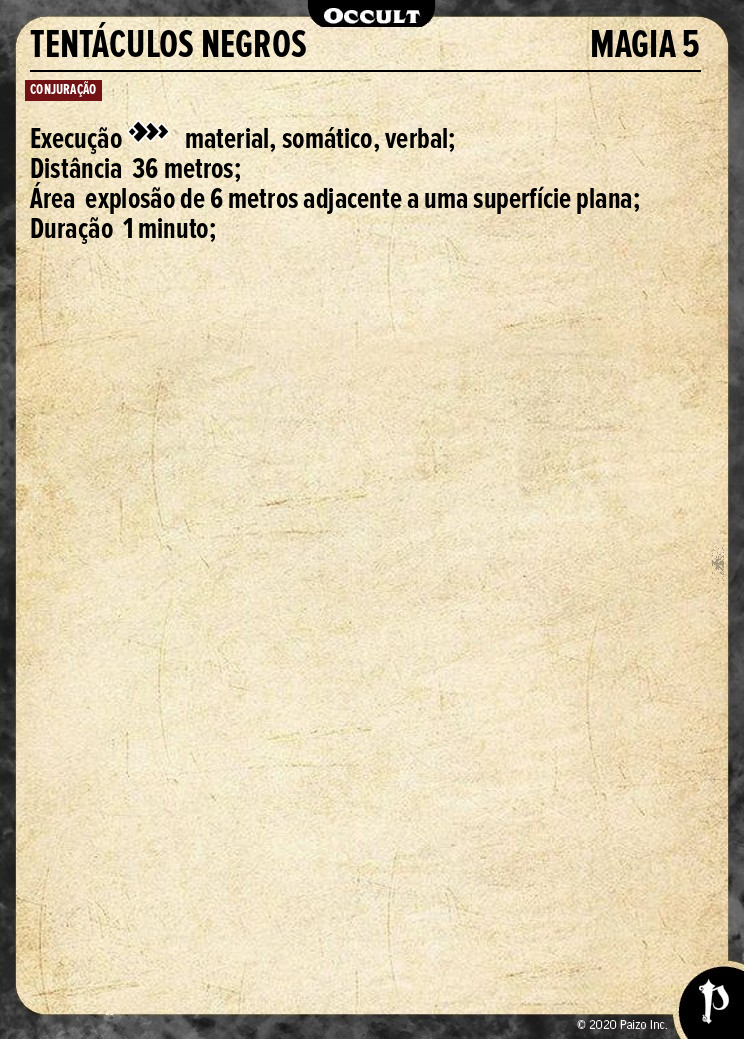 OCCULT
TENTÁCULOS NEGROS MAGIA 5
CONJURAÇÃO
Execução material, somático, verbal;
Distância 36 metros;
Área explosão de 6 metros adjacente a uma superfície plana;
Duração 1 minuto;
© 2020 Paizo Inc.
P